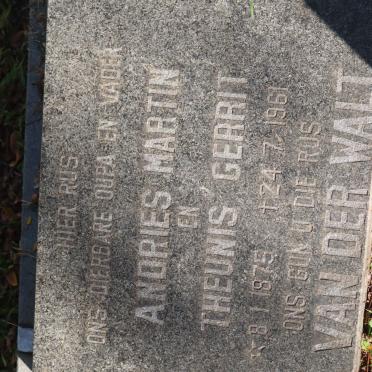 HIER RUS
ONS DIERBARE OUPA EN VADER
ANDRIES MARTIN
EN
THEUNIS GERRIT
* 8.1.1875 † 24.7.1961
ONS GUN U DIE RUS
VAN DER WALT